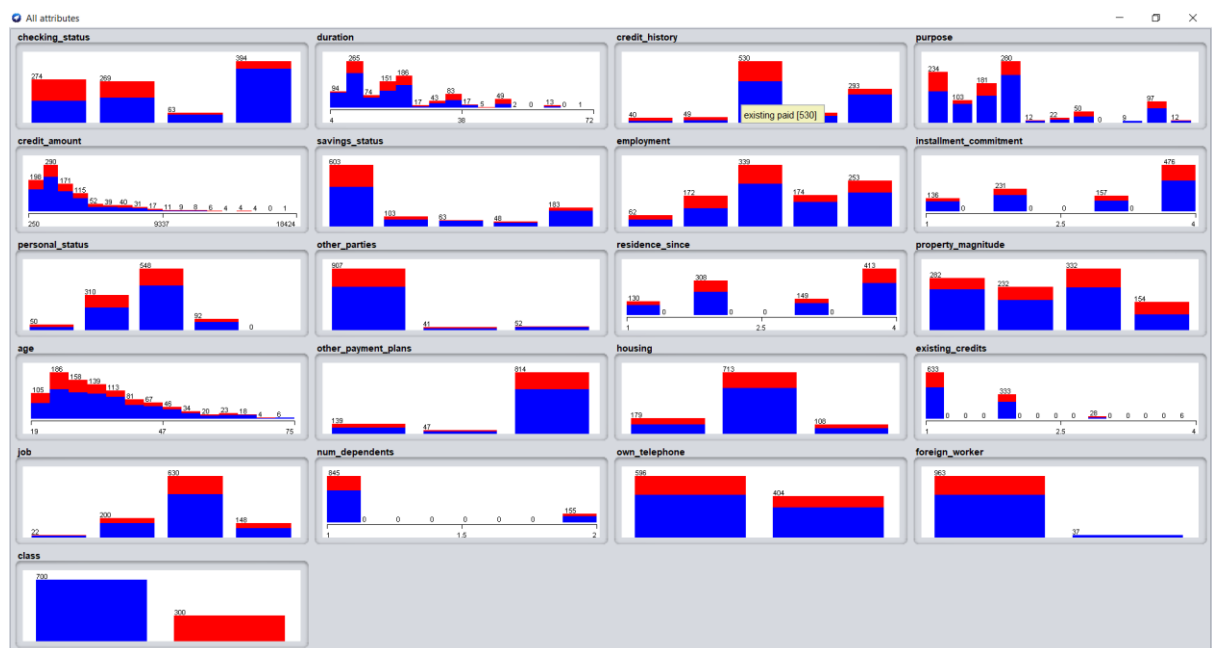 All attributes
checking_status
274 269 63 394
duration
94 265 74 151 186 17 43 83 17 5 49 2 0 13 0 1
4 38 72
credit_history
40 49 530 293
existing paid [530]
purpose
234 103 181 280 12 22 50 0 9 97 12
credit_amount
198 290 171 115 52 39 40 31 17 11 9 8 6 4 4 4 0 1
250 9337 18424
savings_status
603 103 63 48 183
employment
62 172 339 174 253
installment_commitment
136 0 231 0 0 157 0 476
1 2.5 4
personal_status
50 310 548 92 0
other_parties
907 41 52
residence_since
130 0 308 0 0 149 0 413
1 2.5 4
property_magnitude
282 232 332 154
age
105 186 158 139 113 81 67 46 34 20 23 18 4 6
19 47 75
other_payment_plans
139 47 814
housing
179 713 108
existing_credits
633 0 0 0 333 0 0 0 0 28 0 0 0 0 6
1 2.5 4
job
22 200 630 148
num_dependents
845 0 0 0 0 0 0 155
1 1.5 2
own_telephone
596 404
foreign_worker
963 37
class
700 300